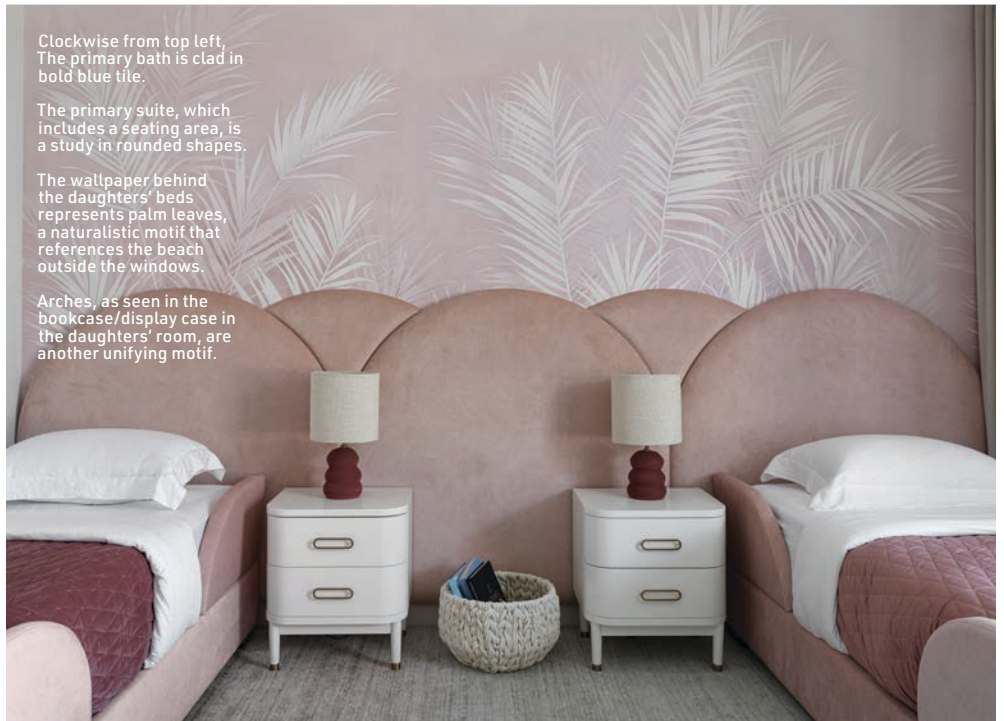 Clockwise from top left,
The primary bath is clad in
bold blue tile.
The primary suite, which
includes a seating area, is
a study in rounded shapes.
The wallpaper behind
the daughters’ beds
represents palm leaves,
a naturalistic motif that
references the beach
outside the windows.
Arches, as seen in the
bookcase/display case in
the daughters’ room, are
another unifying motif.